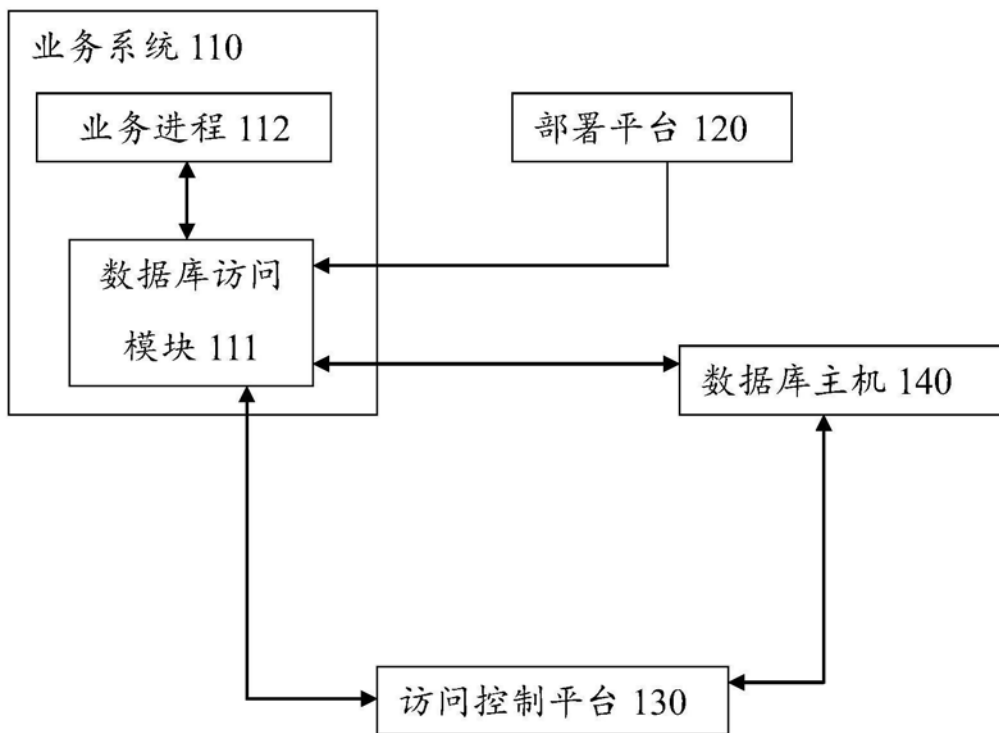 业务系统 110
业务进程 112
部署平台 120
数据库访问
模块 111
数据库主机 140
访问控制平台 130